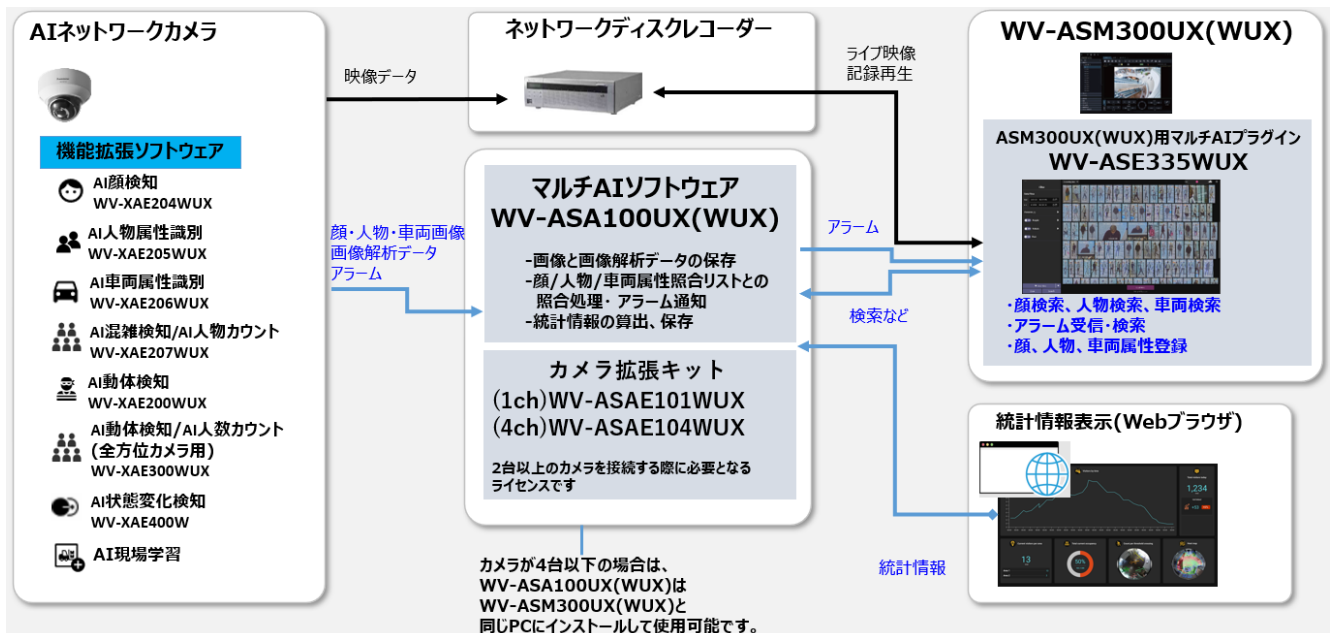 AIネットワークカメラ
機能拡張ソフトウェア
AI顔検知
WV-XAE204WUX
AI人物属性識別
WV-XAE205WUX
AI車両属性識別
WV-XAE206WUX
AI混雑検知/AI人物カウント
WV-XAE207WUX
AI動体検知
WV-XAE200WUX
AI動体検知/AI人数カウント
(全方位カメラ用)
WV-XAE300WUX
AI状態変化検知
WV-XAE400W
AI現場学習
映像データ
顔・人物・車両画像
画像解析データ
アラーム
ネットワークディスクレコーダー
マルチAIソフトウェア
WV-ASA100UX(WUX)
-画像と画像解析データの保存
-顔/人物/車両属性照合リストとの
照合処理・ アラーム通知
-統計情報の算出、保存
カメラ拡張キット
(1ch)WV-ASAE101WUX
(4ch)WV-ASAE104WUX
2台以上のカメラを接続する際に必要となる
ライセンスです
カメラが4台以下の場合は、
WV-ASA100UX(WUX)は
WV-ASM300UX(WUX)と
同じPCにインストールして使用可能です。
ライブ映像
記録再生
アラーム
検索など
統計情報
WV-ASM300UX(WUX)
ASM300UX(WUX)用マルチAIプラグイン
WV-ASE335WUX
・顔検索、人物検索、車両検索
・アラーム受信・検索
・顔、人物、車両属性登録
統計情報表示(Webブラウザ)
1,234
13
50%